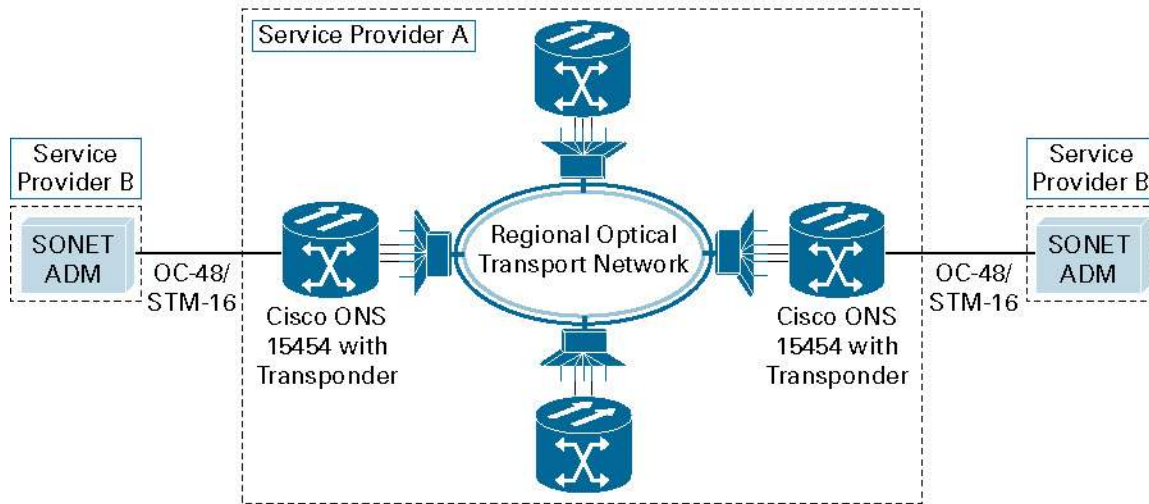 Service Provider A
Service
Provider B
SONET
ADM
OC-48/
STM-16
Cisco ONS
15454 with
Transponder
Regional Optical
Transport Network
Cisco ONS
15454 with
Transponder
OC-48/
STM-16
Service
Provider B
SONET
ADM